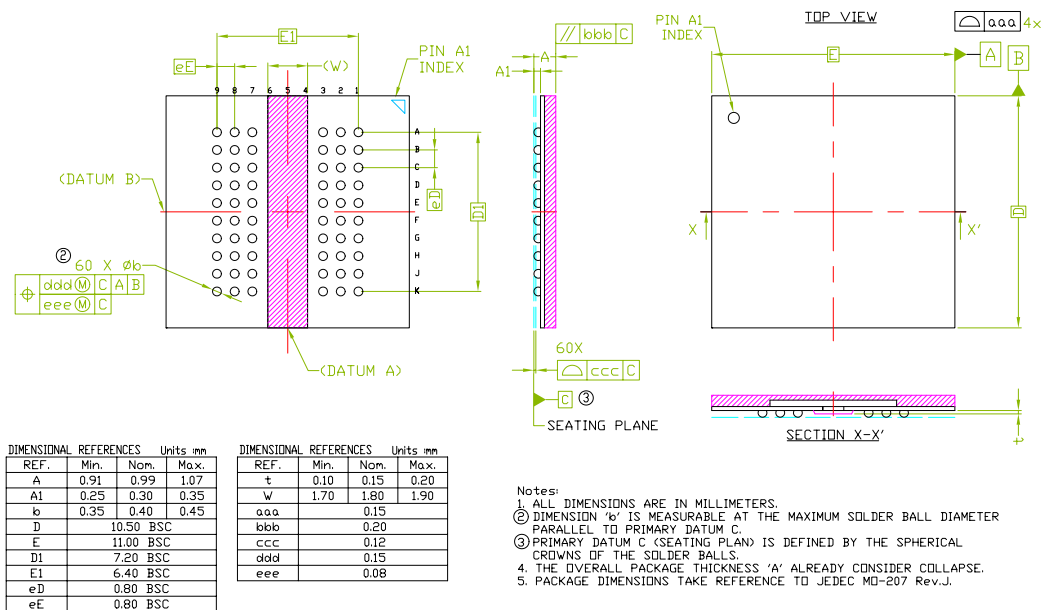 TOP VIEW
aaa 4x
PIN A1
INDEX
E
A
B
D
X
X'
E1
eE
(W)
PIN A1
INDEX
9 8 7 6 5 4 3 2 1
A
B
C
D
E
F
G
H
J
K
eD
D1
(DATUM B)
2
60 X Øb
ddd M C A B
eee M C
(DATUM A)
// bbb C
A
A1
60X
ccc C
C 3
SEATING PLANE
t
SECTION X-X'
DIMENSIONAL REFERENCES Units :mm
REF. Min. Nom. Max.
A 0.91 0.99 1.07
A1 0.25 0.30 0.35
b 0.35 0.40 0.45
D 10.50 BSC
E 11.00 BSC
D1 7.20 BSC
E1 6.40 BSC
eD 0.80 BSC
eE 0.80 BSC
DIMENSIONAL REFERENCES Units :mm
REF. Min. Nom. Max.
t 0.10 0.15 0.20
W 1.70 1.80 1.90
aaa 0.15
bbb 0.20
ccc 0.12
ddd 0.15
eee 0.08
Notes:
1. ALL DIMENSIONS ARE IN MILLIMETERS.
2 DIMENSION 'b' IS MEASURABLE AT THE MAXIMUM SOLDER BALL DIAMETER
PARALLEL TO PRIMARY DATUM C.
3 PRIMARY DATUM C (SEATING PLAN) IS DEFINED BY THE SPHERICAL
CROWNS OF THE SOLDER BALLS.
4. THE OVERALL PACKAGE THICKNESS 'A' ALREADY CONSIDER COLLAPSE.
5. PACKAGE DIMENSIONS TAKE REFERENCE TO JEDEC MO-207 Rev.J.